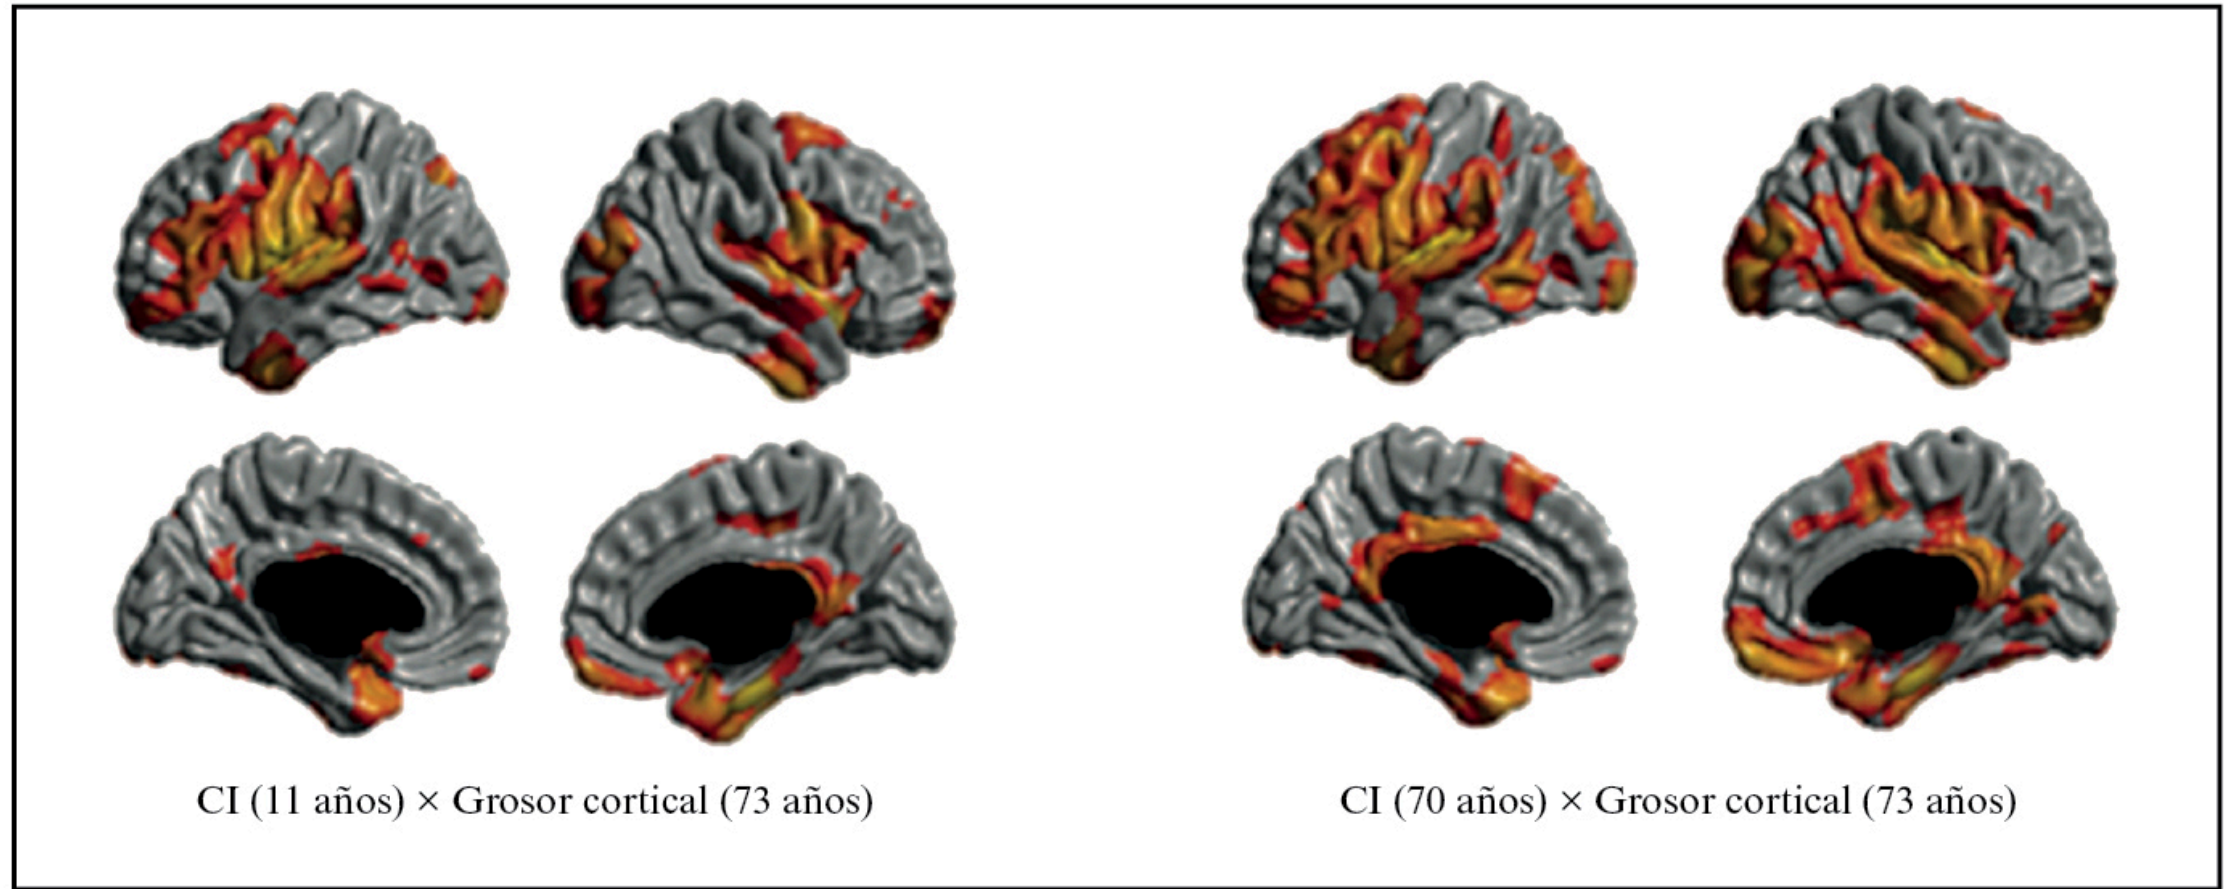 CI (11 años) × Grosor cortical (73 años)
CI (70 años) × Grosor cortical (73 años)